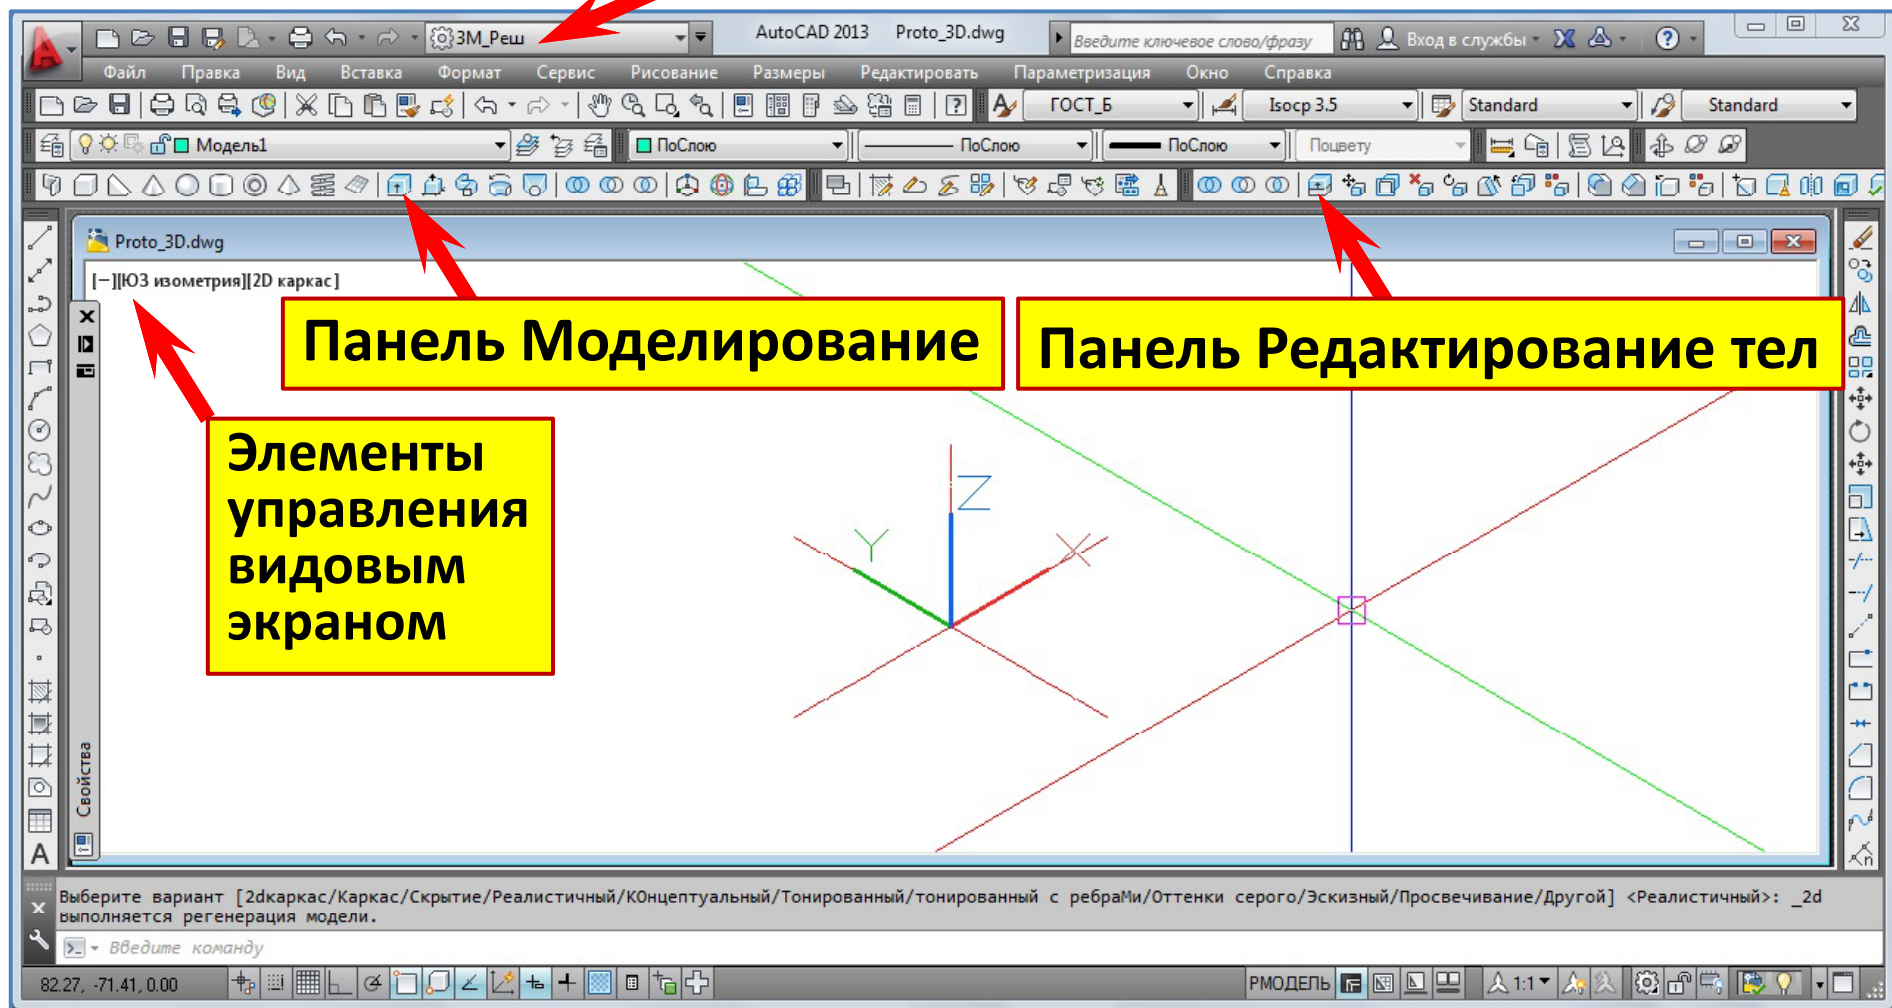 3М_Реш
AutoCAD 2013 Proto_3D.dwg
Введите ключевое слово/фразу
Вход в службы
Файл Правка Вид Вставка Формат Сервис Рисование Размеры Редактировать Параметризация Окно Справка
ГОСТ_Б Isocp 3.5 Standard Standard
Модель1 ПоСлою ПоСлою ПоСлою Поцвету
Proto_3D.dwg
[−][ЮЗ изометрия][2D каркас]
Панель Моделирование
Панель Редактирование тел
Элементы
управления
видовым
экраном
Z
Y
X
Свойства
Выберите вариант [2dкаркас/Каркас/Скрытие/Реалистичный/КОнцептуальный/Тонированный/тонированный с ребраМи/Оттенки серого/Эскизный/Просвечивание/Другой] <Реалистичный>: _2d
выполняется регенерация модели.
Введите команду
82.27, -71.41, 0.00
РМОДЕЛЬ
1:1